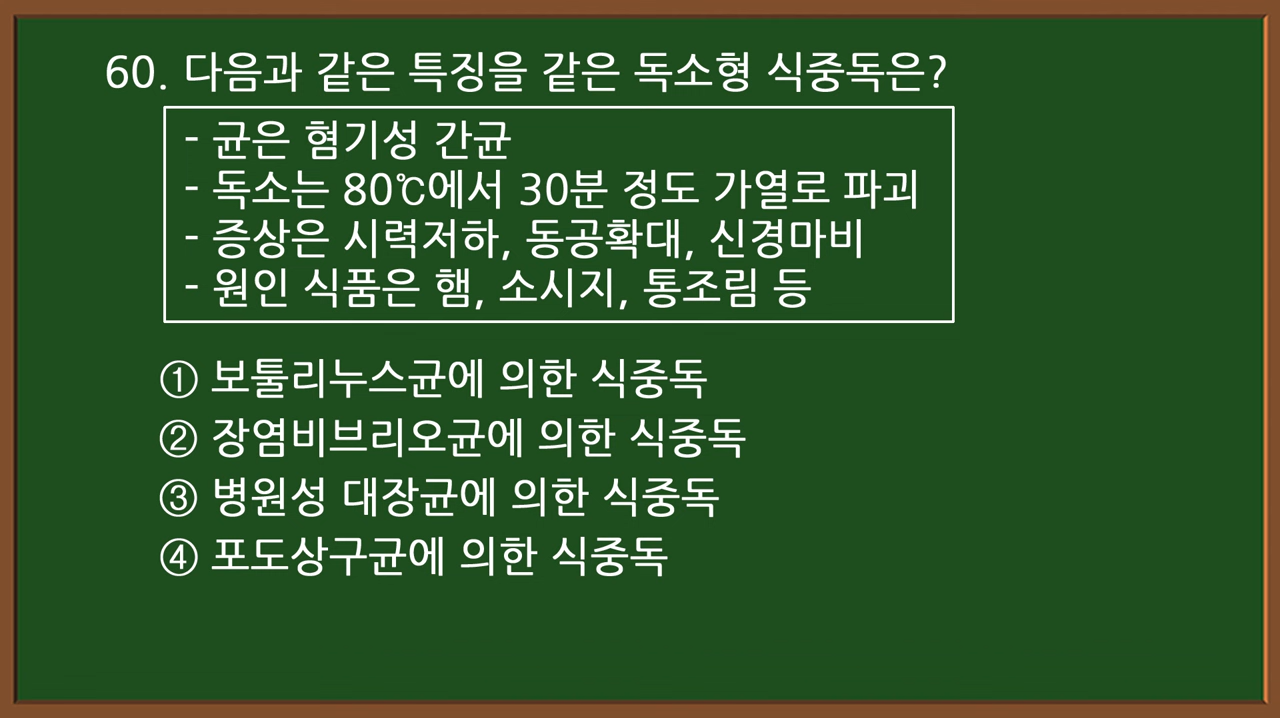 60. 다음과 같은 특징을 같은 독소형 식중독은?
- 균은 혐기성 간균
- 독소는 80℃에서 30분 정도 가열로 파괴
- 증상은 시력저하, 동공확대, 신경마비
- 원인 식품은 햄, 소시지, 통조림 등
① 보툴리누스균에 의한 식중독
② 장염비브리오균에 의한 식중독
③ 병원성 대장균에 의한 식중독
④ 포도상구균에 의한 식중독